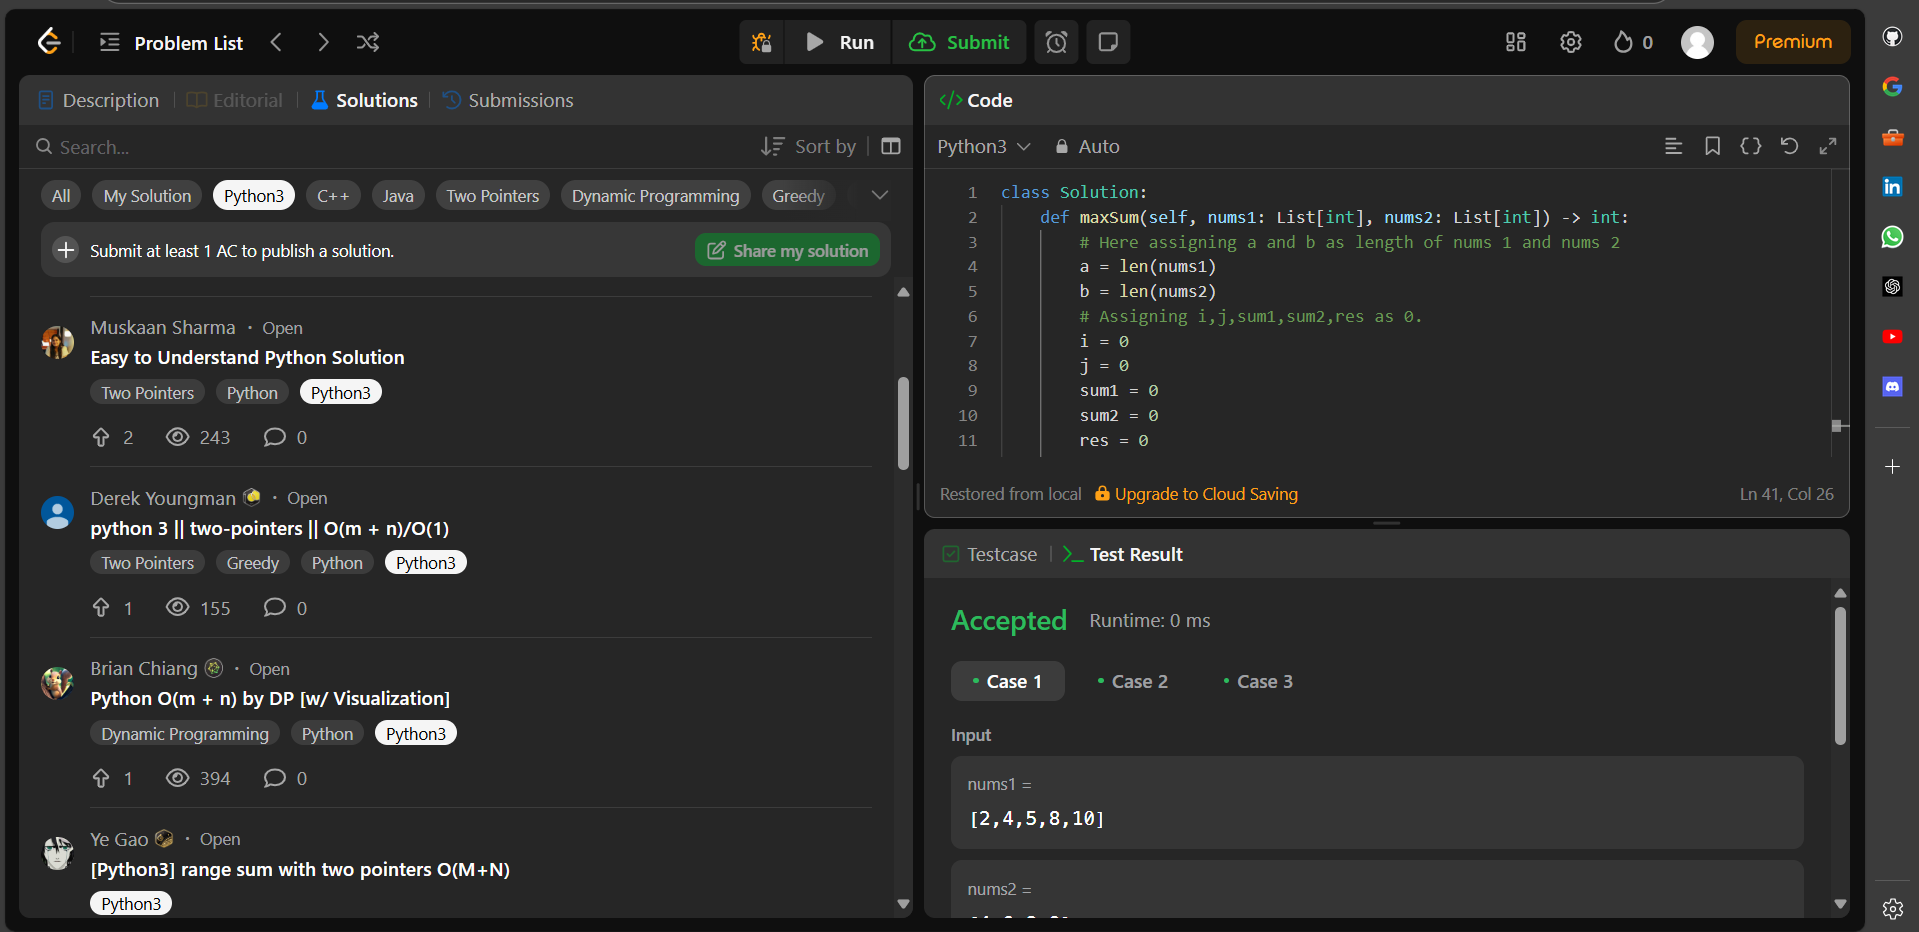 Problem List
Run
Submit
0
Premium
Description
Editorial
Solutions
Submissions
Search...
Sort by
All
My Solution
Python3
C++
Java
Two Pointers
Dynamic Programming
Greedy
Submit at least 1 AC to publish a solution.
Share my solution
Muskaan Sharma • Open
Easy to Understand Python Solution
Two Pointers Python Python3
2 243 0
Derek Youngman • Open
python 3 || two-pointers || O(m + n)/O(1)
Two Pointers Greedy Python Python3
1 155 0
Brian Chiang • Open
Python O(m + n) by DP [w/ Visualization]
Dynamic Programming Python Python3
1 394 0
Ye Gao • Open
[Python3] range sum with two pointers O(M+N)
Python3
</> Code
Python3
Auto
1 class Solution:
2 def maxSum(self, nums1: List[int], nums2: List[int]) -> int:
3 # Here assigning a and b as length of nums 1 and nums 2
4 a = len(nums1)
5 b = len(nums2)
6 # Assigning i,j,sum1,sum2,res as 0.
7 i = 0
8 j = 0
9 sum1 = 0
10 sum2 = 0
11 res = 0
Restored from local
Upgrade to Cloud Saving
Ln 41, Col 26
Testcase
Test Result
Accepted Runtime: 0 ms
• Case 1 • Case 2 • Case 3
Input
nums1 =
[2,4,5,8,10]
nums2 =